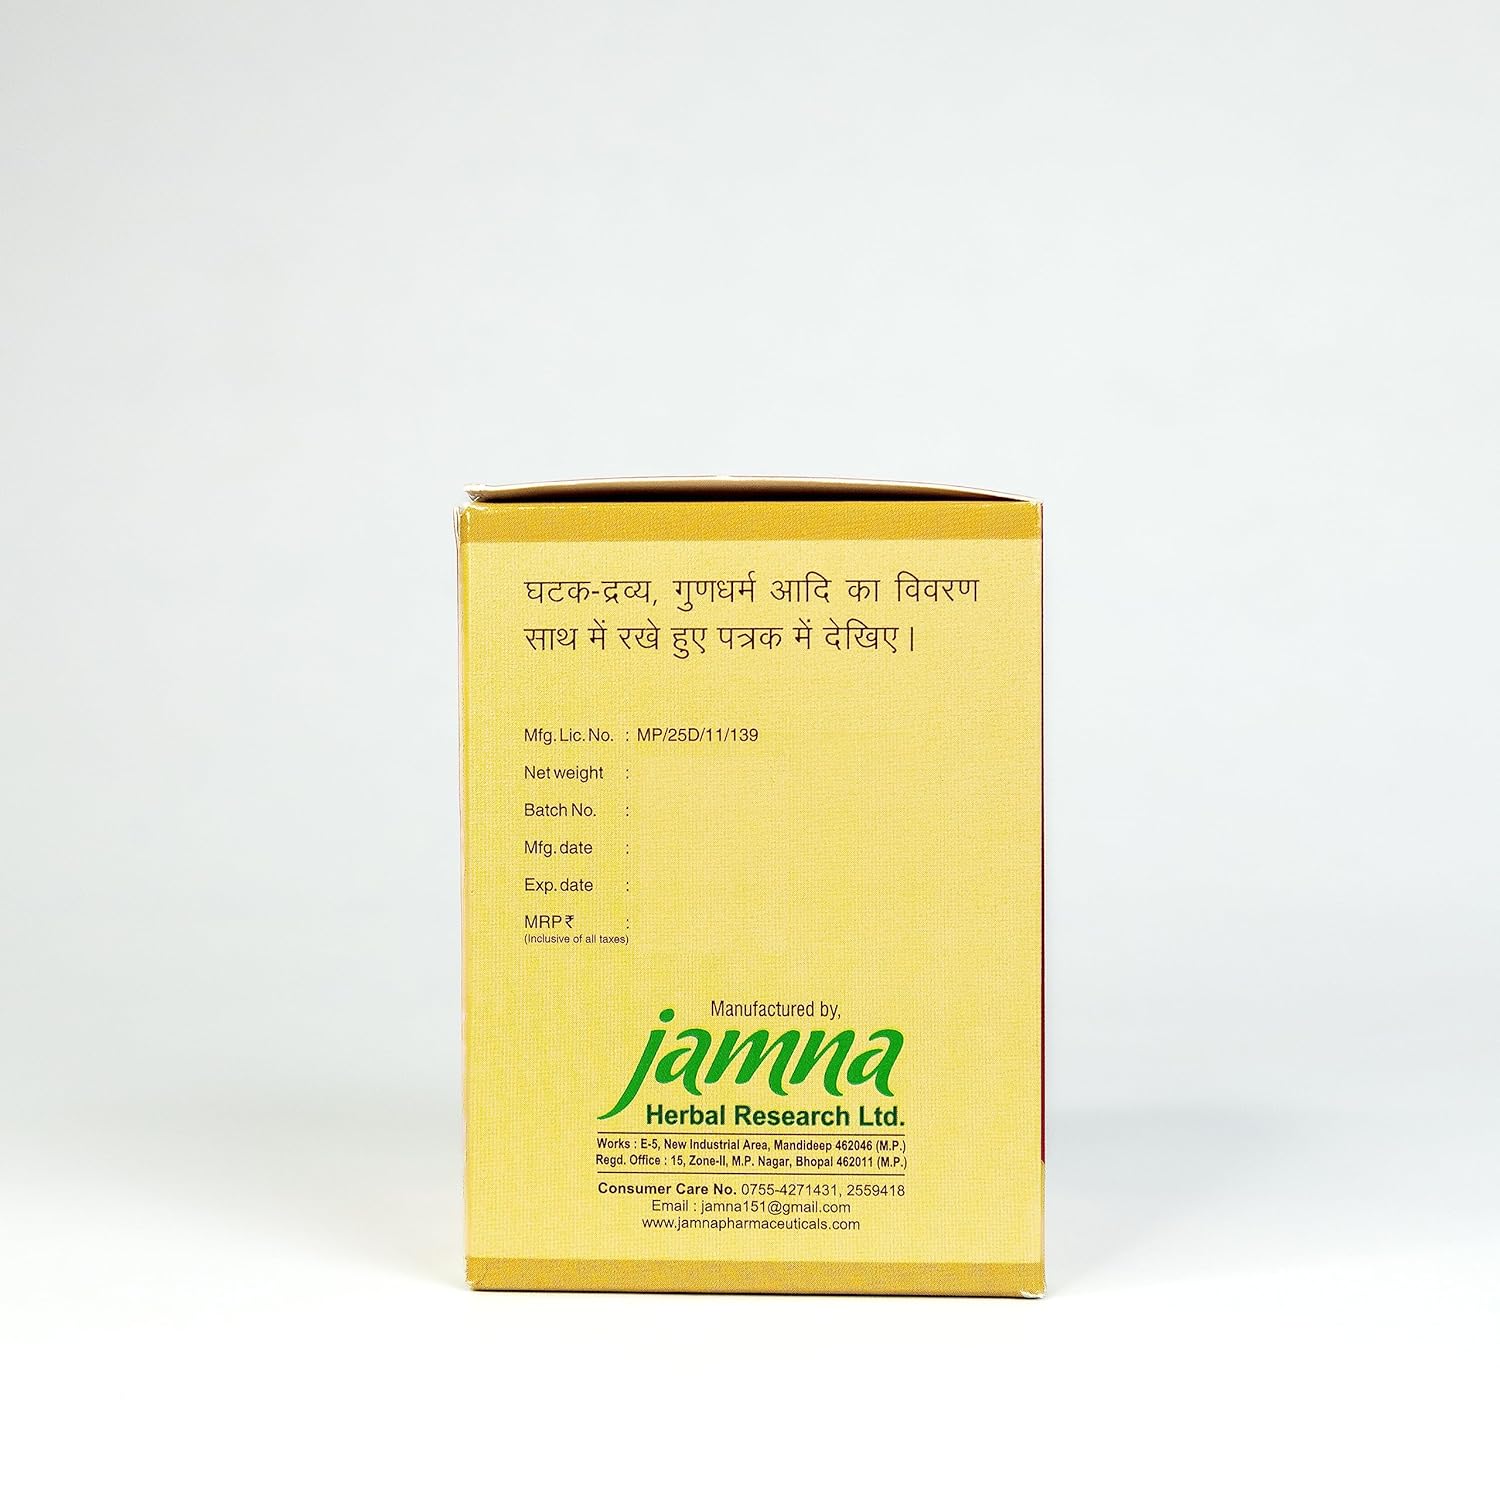 घटक-द्रव्य, गुणधर्म आदि का विवरण
साथ में रखे हुए पत्रक में देखिए।
Mfg. Lic. No. : MP/25D/11/139
Net weight :
Batch No. :
Mfg. date :
Exp. date :
MRP ₹ :
(Inclusive of all taxes)
Manufactured by,
jamna
Herbal Research Ltd.
Works : E-5, New Industrial Area, Mandideep 462046 (M.P.)
Regd. Office : 15, Zone-II, M.P. Nagar, Bhopal 462011 (M.P.)
Consumer Care No. 0755-4271431, 2559418
Email : jamna151@gmail.com
www.jamnapharmaceuticals.com